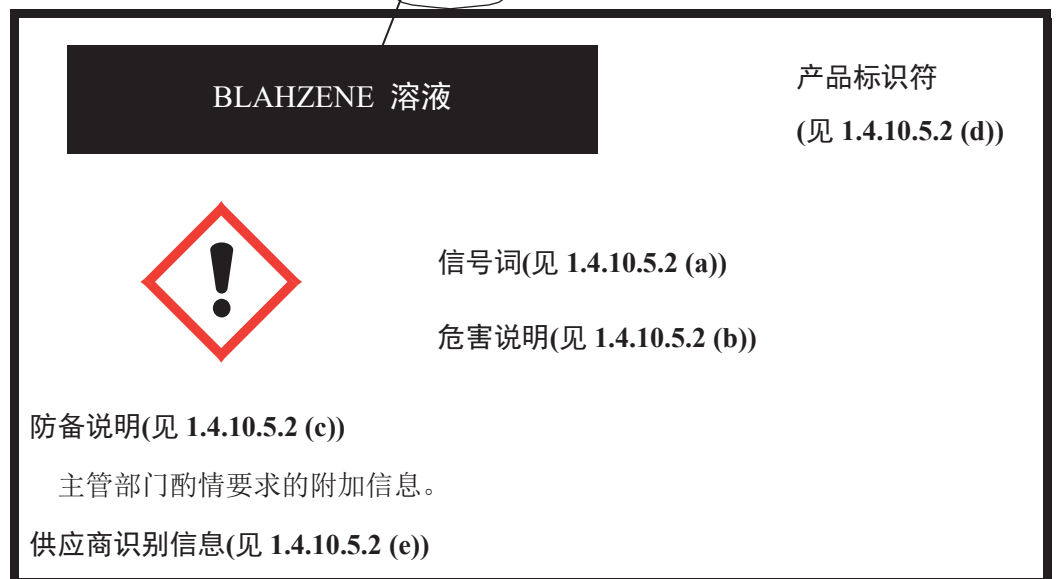 BLAHZENE 溶液
产品标识符
(见 1.4.10.5.2 (d))
信号词(见 1.4.10.5.2 (a))
危害说明(见 1.4.10.5.2 (b))
防备说明(见 1.4.10.5.2 (c))
主管部门酌情要求的附加信息。
供应商识别信息(见 1.4.10.5.2 (e))